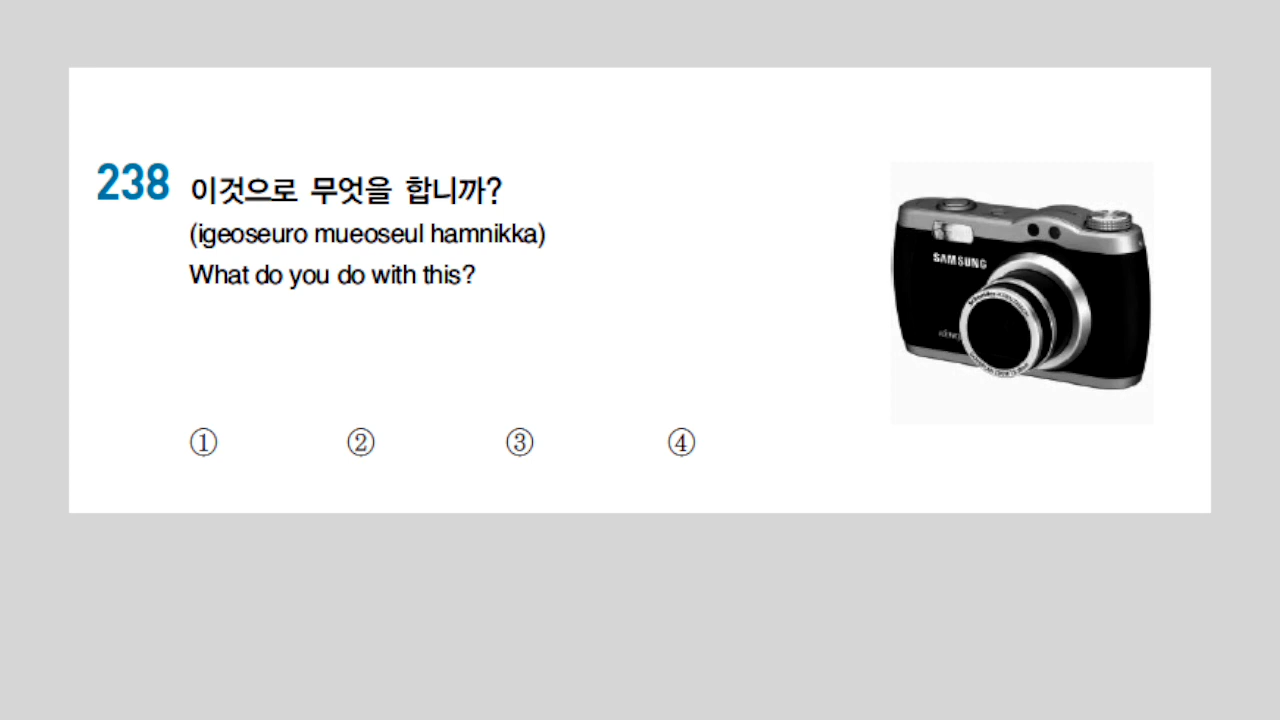 238 이것으로 무엇을 합니까?
(igeoseuro mueoseul hamnikka)
What do you do with this?
SAMSUNG
① ② ③ ④